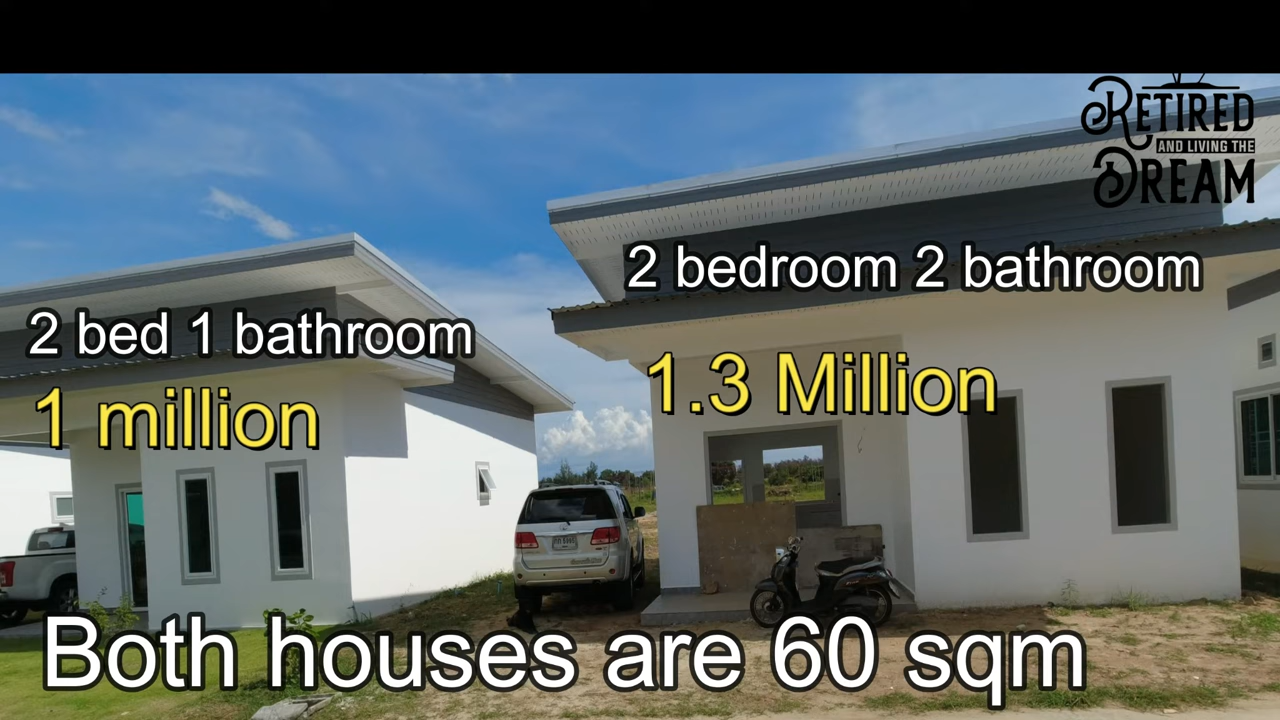 RETIRED
AND LIVING THE
DREAM
2 bedroom 2 bathroom
2 bed 1 bathroom
1.3 Million
1 million
Both houses are 60 sqm